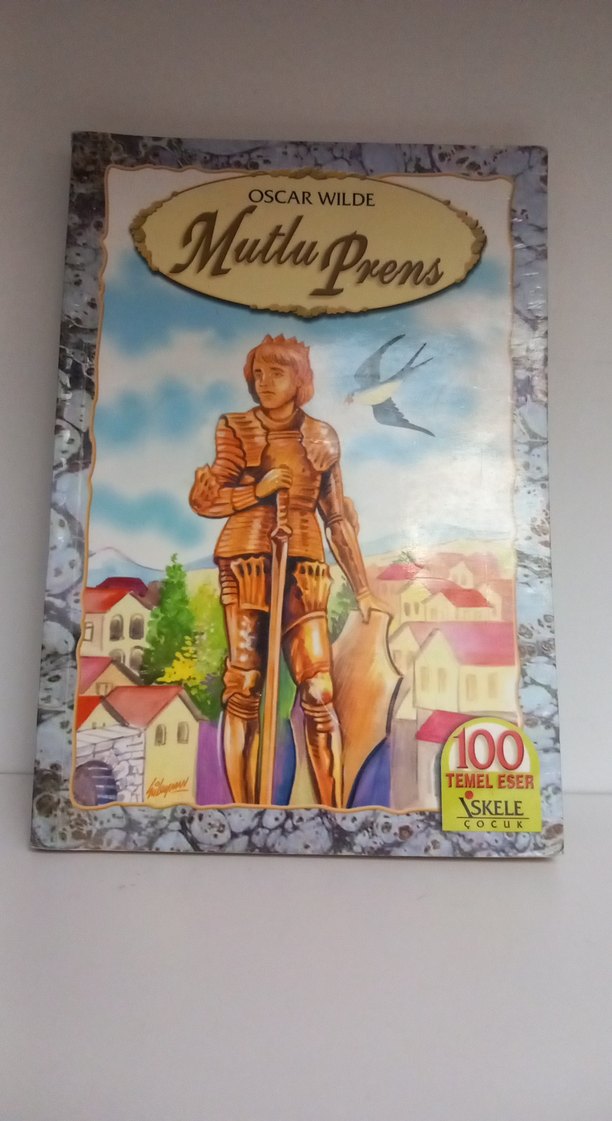 OSCAR WILDE
Mutlu Prens
100
TEMEL ESER
İSKELE
ÇOCUK